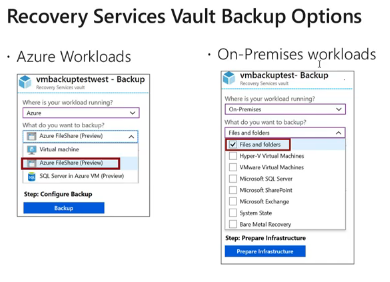 Recovery Services Vault Backup Options
• Azure Workloads
vmbackuptestwest - Backup
Recovery Services vault
Where is your workload running?
Azure
What do you want to backup?
Azure FileShare (Preview)
Virtual machine
Azure FileShare (Preview)
SQL Server in Azure VM (Preview)
Step: Configure Backup
Backup
• On-Premises workloads
vmbackuptest- Backup
Recovery Services vault
Where is your workload running?
On-Premises
What do you want to backup?
Files and folders
Files and folders
Hyper-V Virtual Machines
VMware Virtual Machines
Microsoft SQL Server
Microsoft SharePoint
Microsoft Exchange
System State
Bare Metal Recovery
Step: Prepare Infrastructure
Prepare Infrastructure